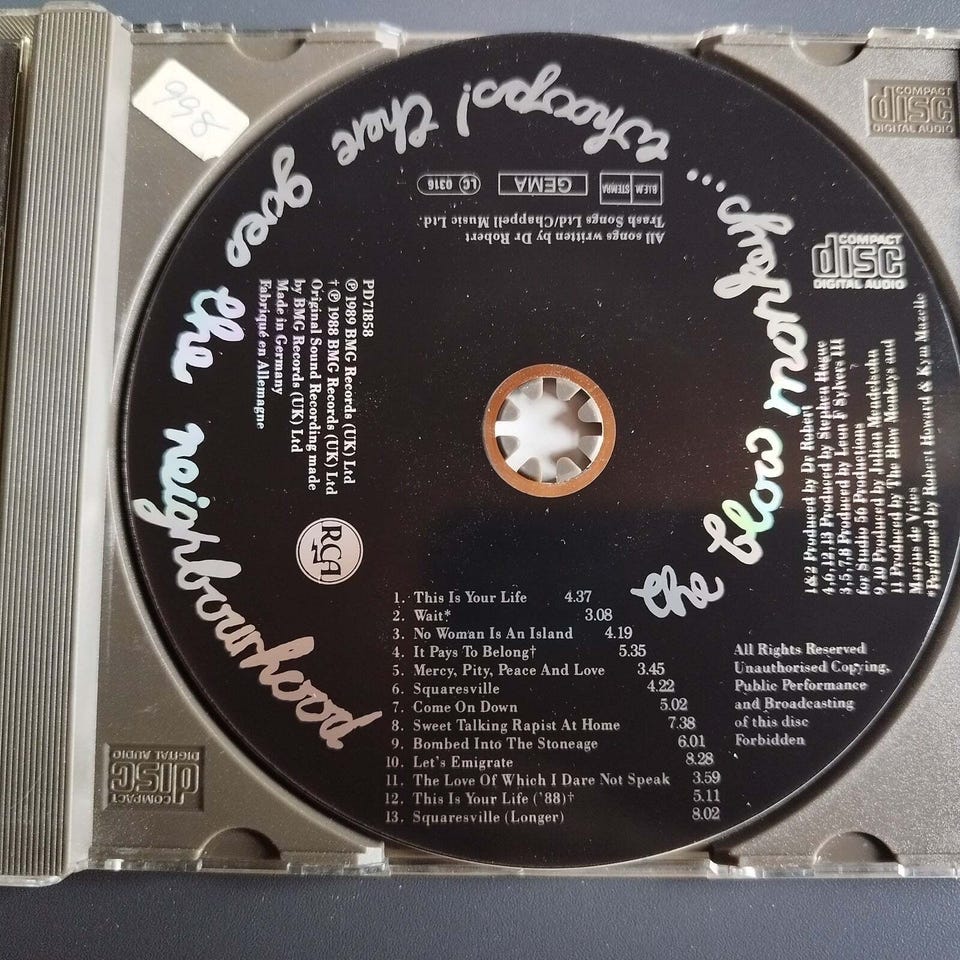 998
COMPACT
disc
DIGITAL AUDIO
the blow monkeys... whoops! there goes the neighbourhood
B.I.E.M.
STEMRA
GEMA
LC 0316
All songs written by Dr Robert
Trash Songs Ltd/Chappell Music Ltd.
COMPACT
disc
DIGITAL AUDIO
PD71858
℗ 1989 BMG Records (UK) Ltd
† ℗ 1988 BMG Records (UK) Ltd
Original Sound Recording made
by BMG Records (UK) Ltd
Made in Germany
Fabriqué en Allemagne
RCA
1&2 Produced by Dr Robert
4,6,12,13 Produced by Stephen Hague
3,5,7,8 Produced by Leon F Sylvers III
for Studio 56 Productions
9,10 Produced by Julian Mendelsohn
11 Produced by The Blow Monkeys and
Marius de Vries
*Performed by Robert Howard & Kym Mazelle
1. This Is Your Life 4.37
2. Wait* 3.08
3. No Woman Is An Island 4.19
4. It Pays To Belong† 5.35
5. Mercy, Pity, Peace And Love 3.45
6. Squaresville 4.22
7. Come On Down 5.02
8. Sweet Talking Rapist At Home 7.38
9. Bombed Into The Stoneage 6.01
10. Let's Emigrate 8.28
11. The Love Of Which I Dare Not Speak 3.59
12. This Is Your Life ('88)† 5.11
13. Squaresville (Longer) 8.02
All Rights Reserved
Unauthorised Copying,
Public Performance
and Broadcasting
of this disc
Forbidden
COMPACT
disc
DIGITAL AUDIO